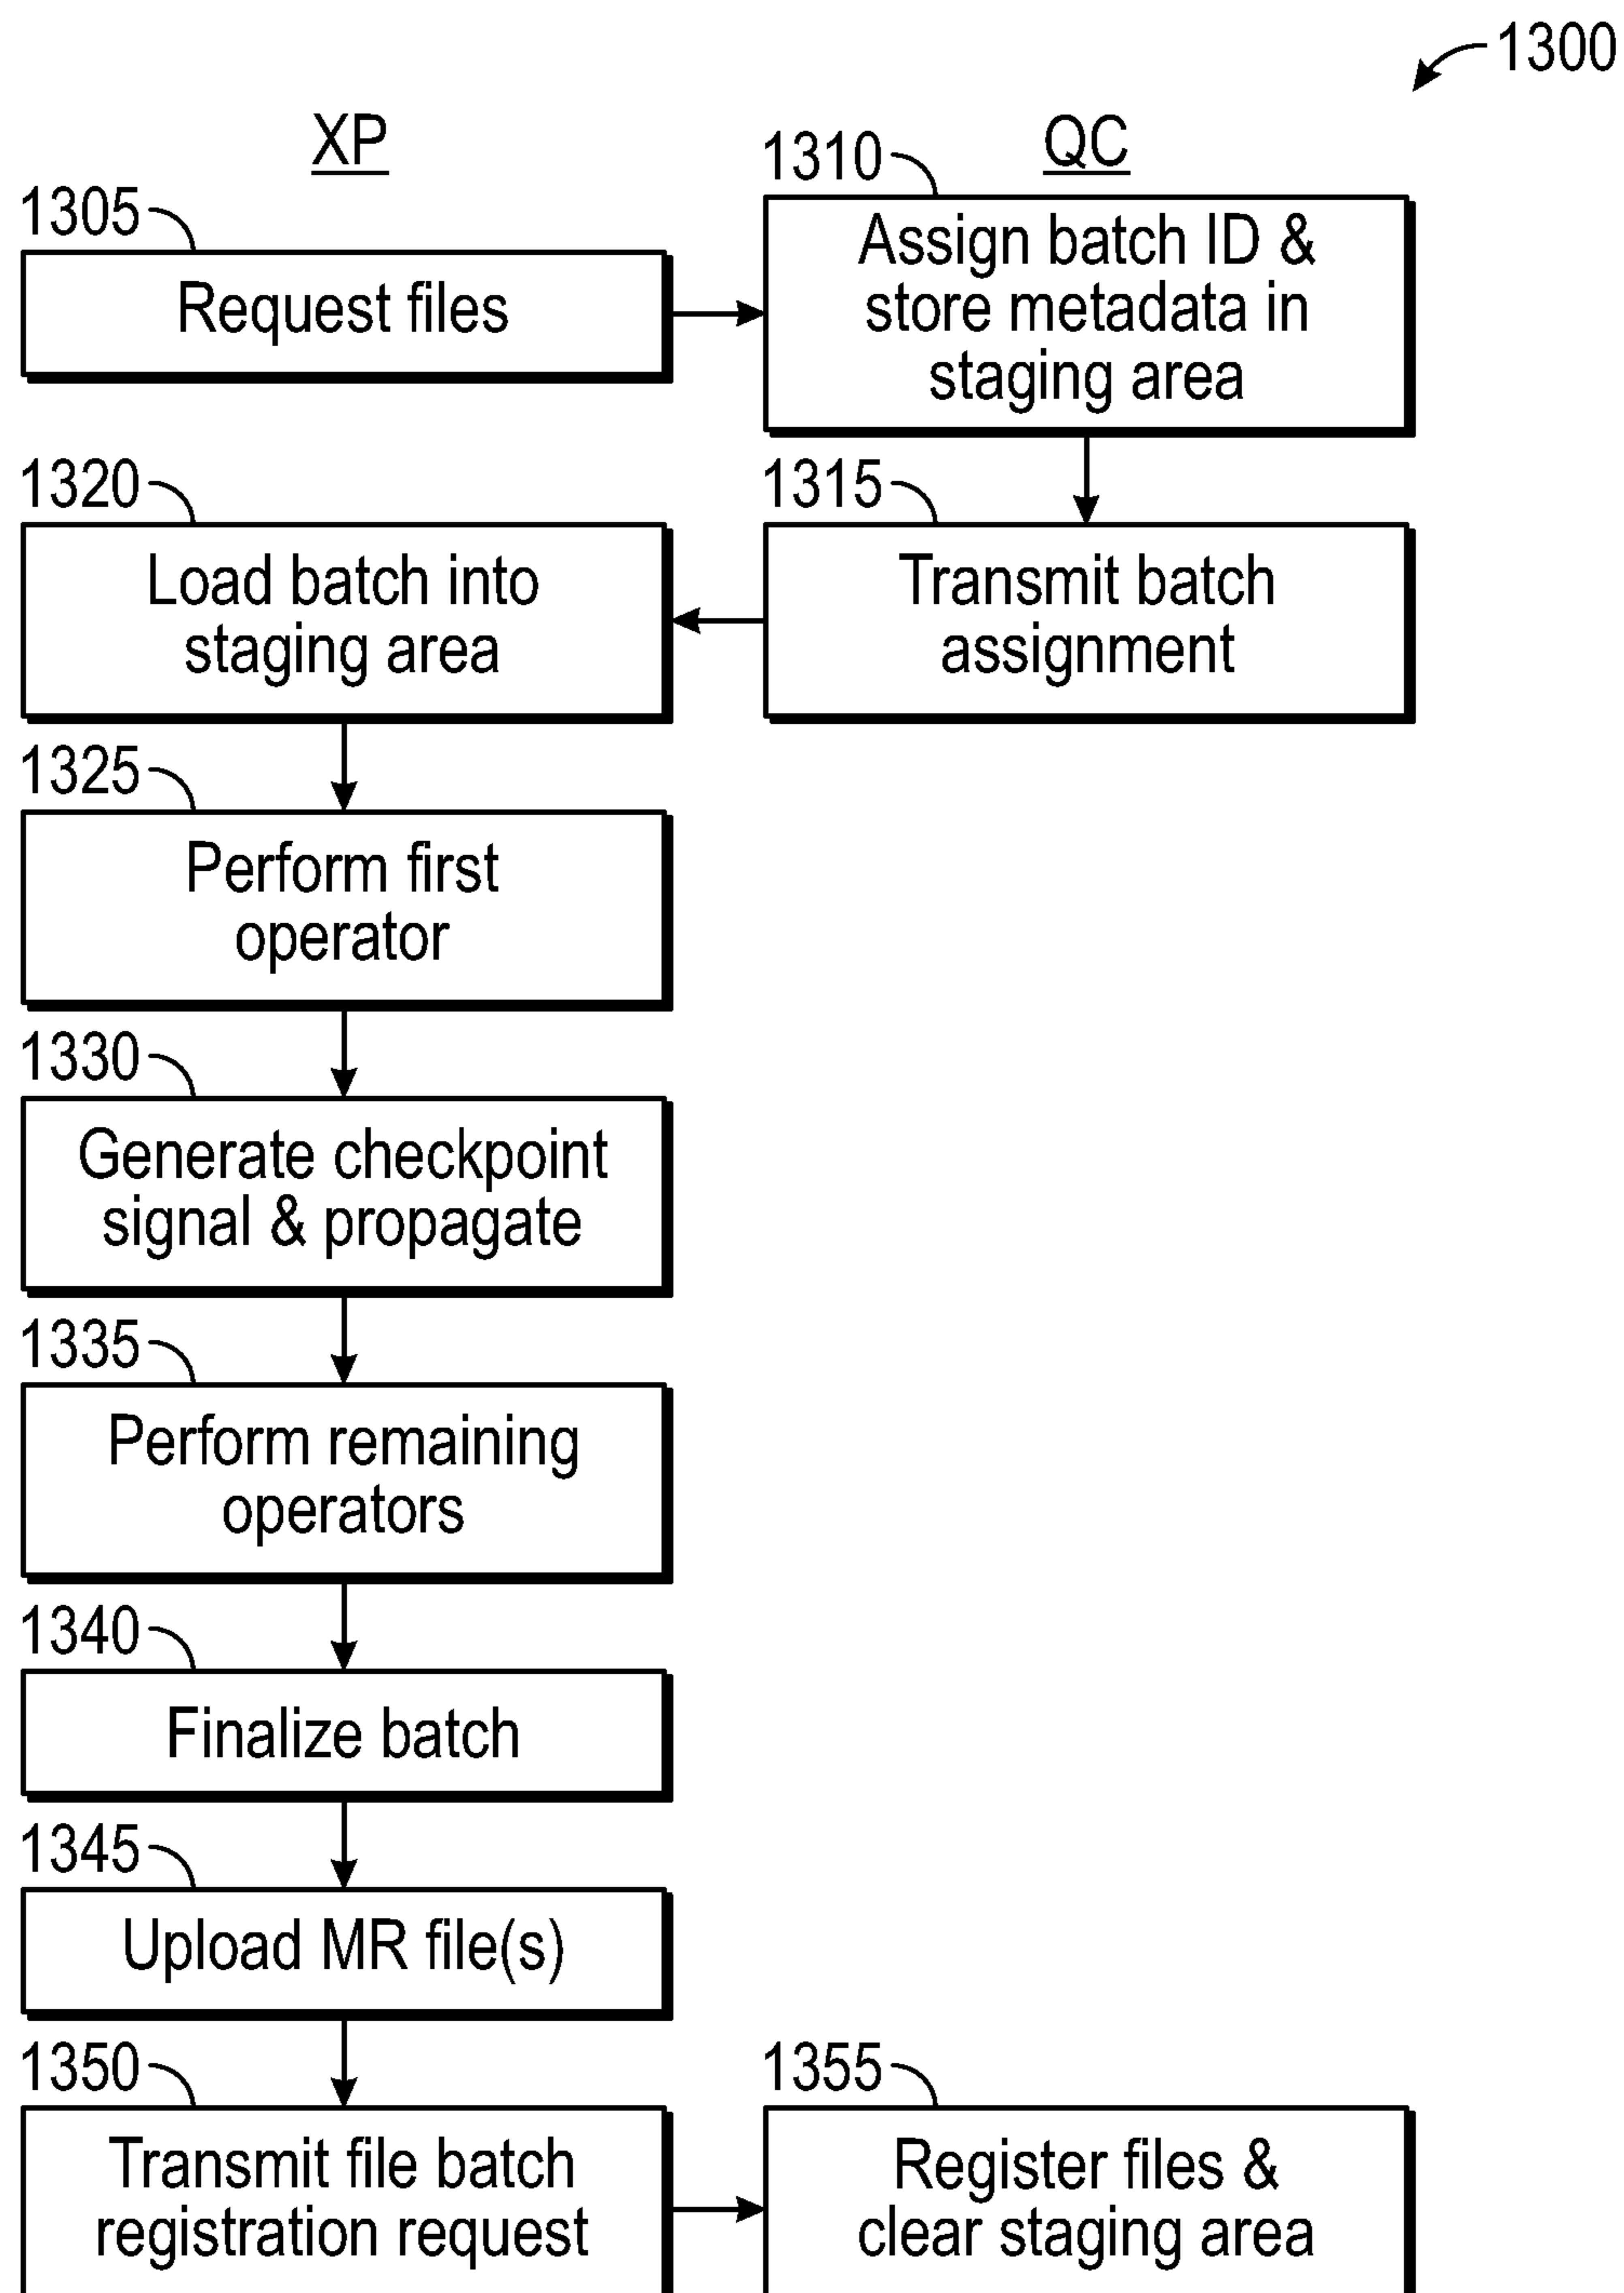 1300
XP
QC
1305
Request files
1310
Assign batch ID &
store metadata in
staging area
1315
Transmit batch
assignment
1320
Load batch into
staging area
1325
Perform first
operator
1330
Generate checkpoint
signal & propagate
1335
Perform remaining
operators
1340
Finalize batch
1345
Upload MR file(s)
1350
Transmit file batch
registration request
1355
Register files &
clear staging area